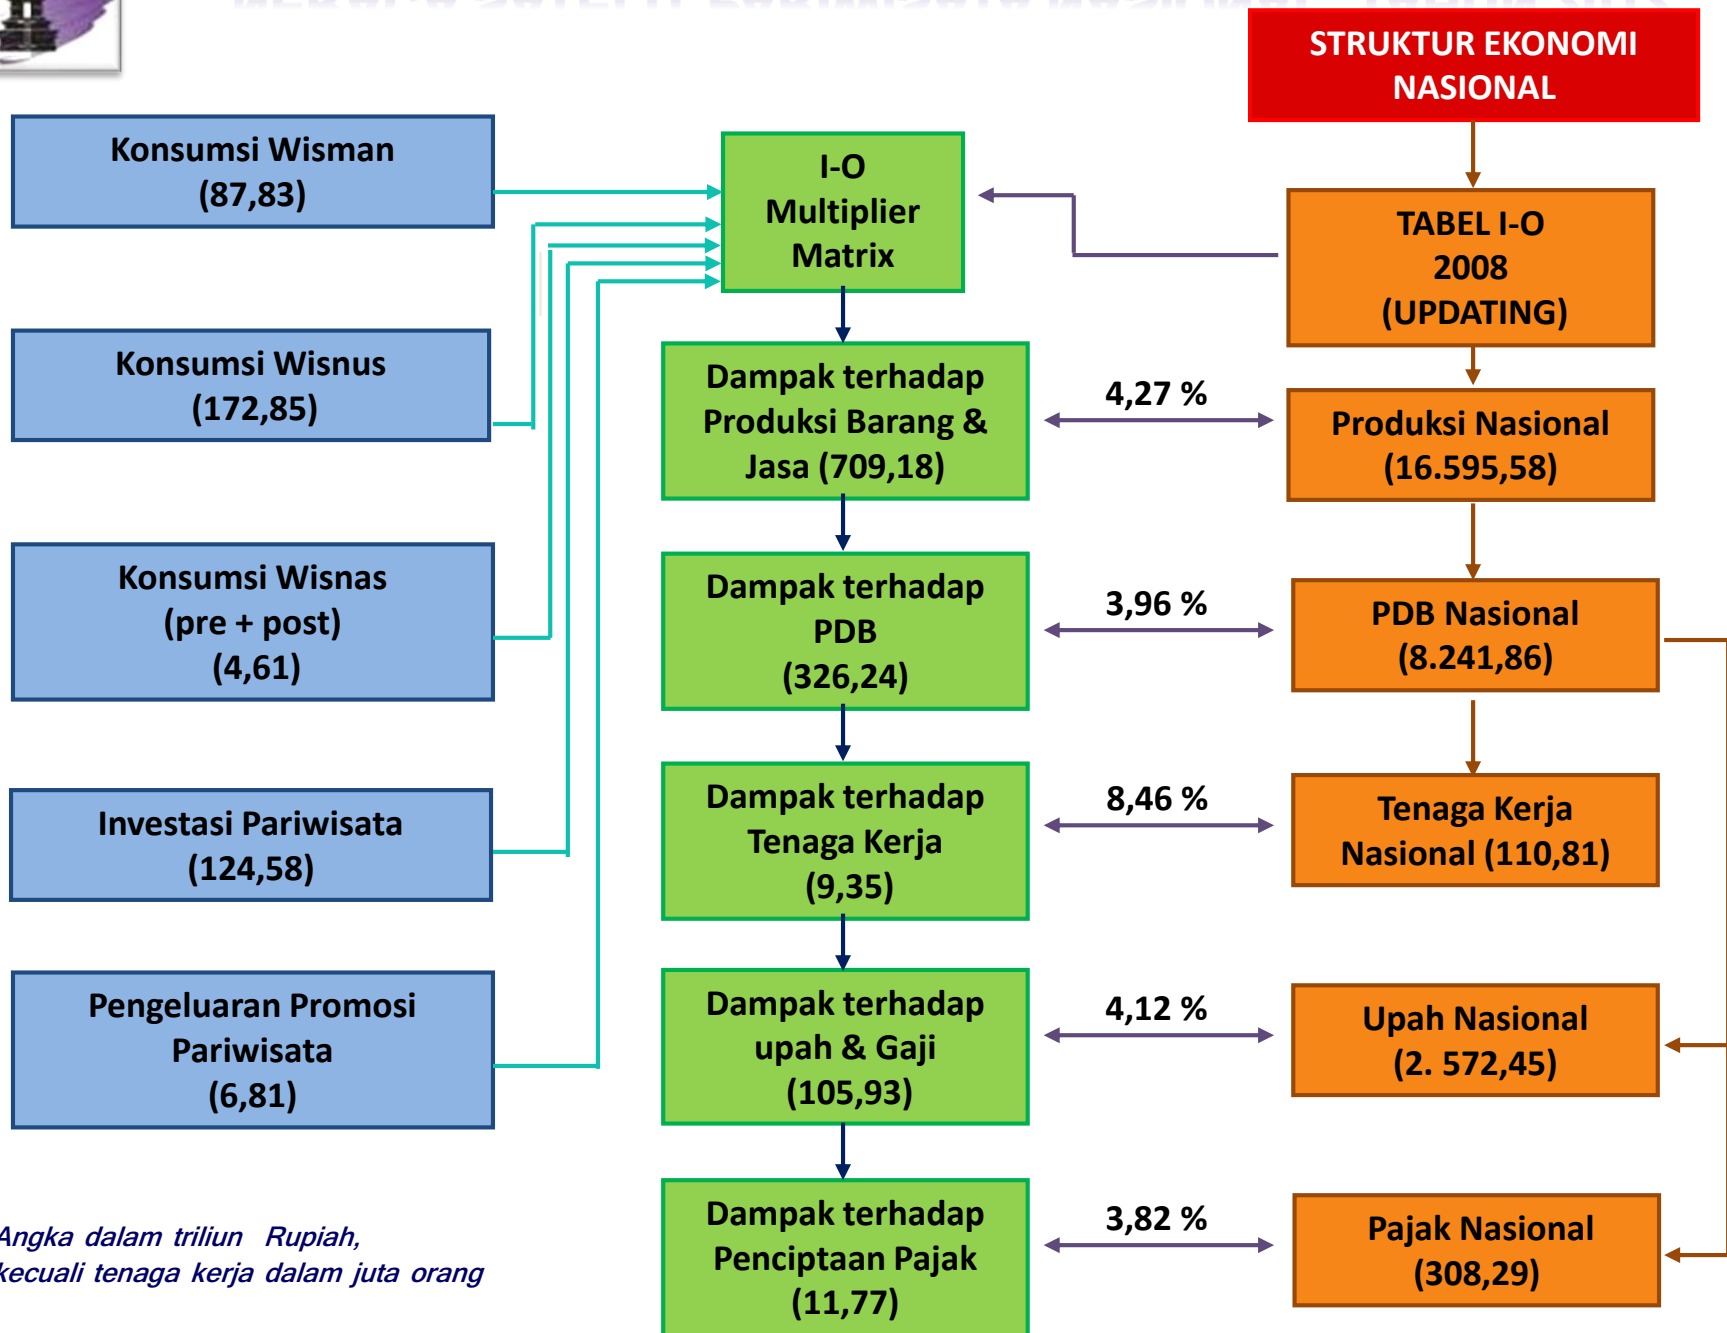 STRUKTUR EKONOMI
NASIONAL
Konsumsi Wisman
(87,83)
Konsumsi Wisnus
(172,85)
Konsumsi Wisnas
(pre + post)
(4,61)
Investasi Pariwisata
(124,58)
Pengeluaran Promosi
Pariwisata
(6,81)
I-O
Multiplier
Matrix
Dampak terhadap
Produksi Barang &
Jasa (709,18)
Dampak terhadap
PDB
(326,24)
Dampak terhadap
Tenaga Kerja
(9,35)
Dampak terhadap
upah & Gaji
(105,93)
Dampak terhadap
Penciptaan Pajak
(11,77)
4,27 %
3,96 %
8,46 %
4,12 %
3,82 %
TABEL I-O
2008
(UPDATING)
Produksi Nasional
(16.595,58)
PDB Nasional
(8.241,86)
Tenaga Kerja
Nasional (110,81)
Upah Nasional
(2. 572,45)
Pajak Nasional
(308,29)
Angka dalam triliun Rupiah,
kecuali tenaga kerja dalam juta orang